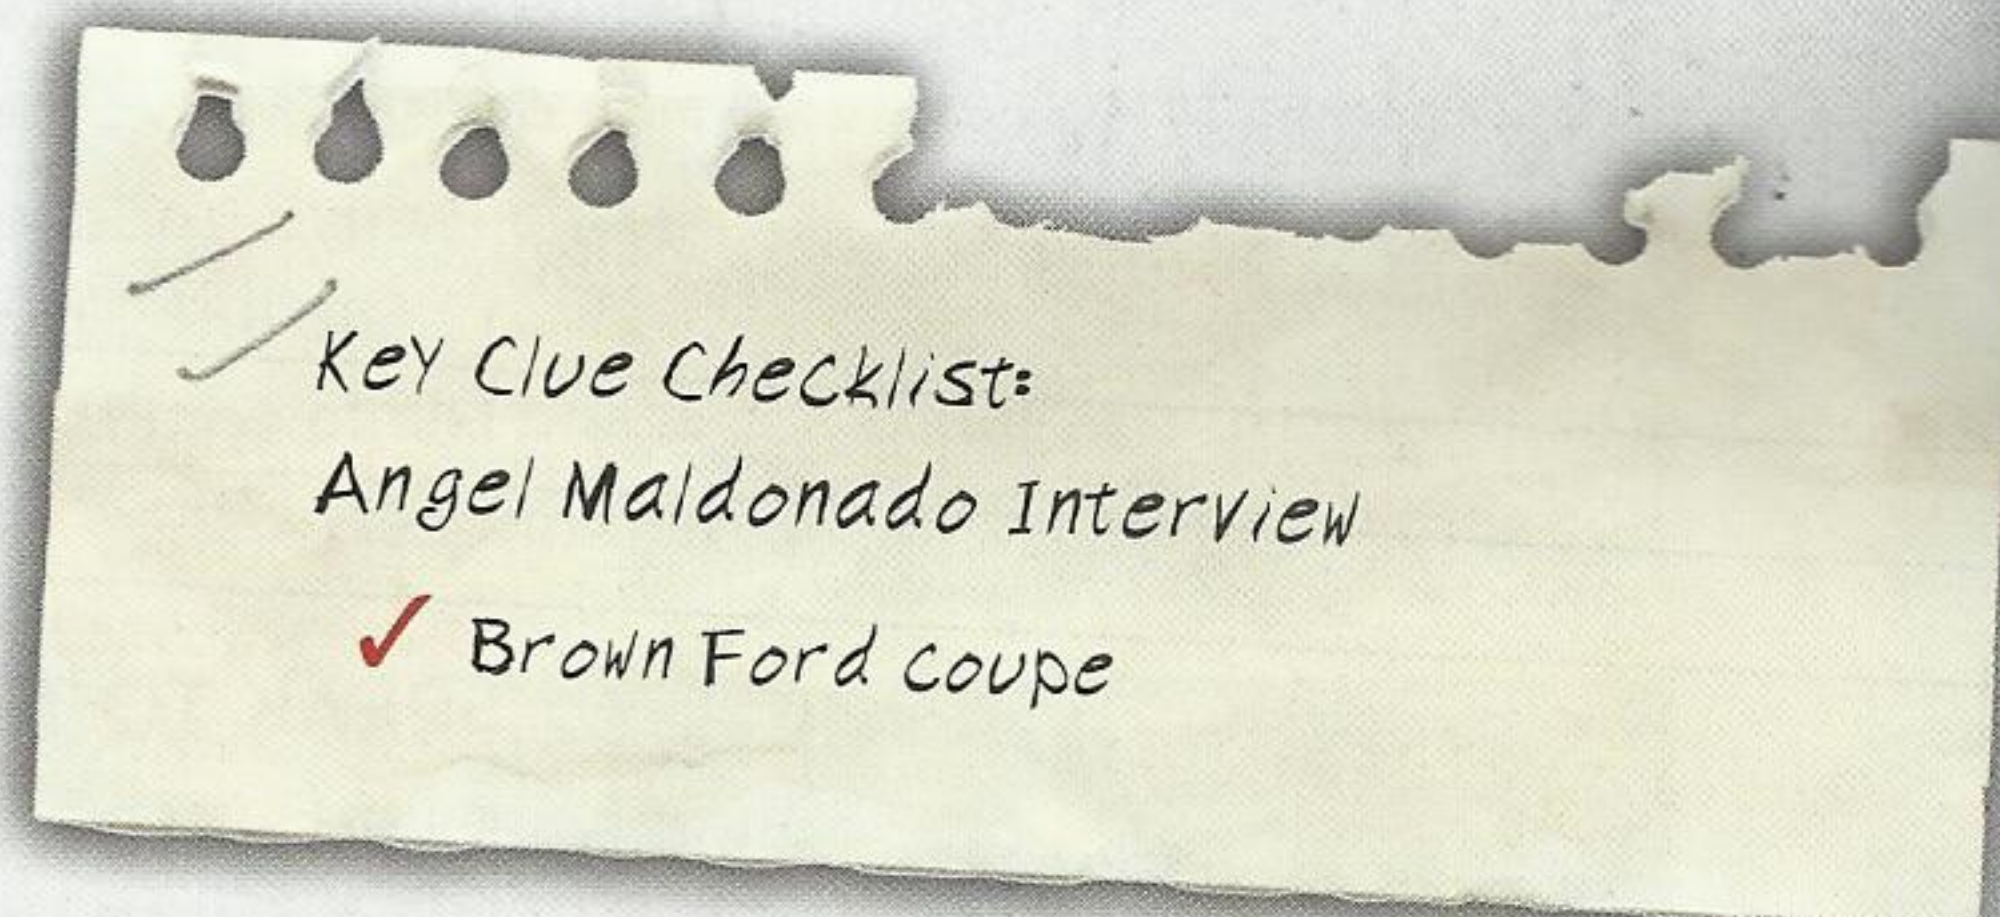 Key Clue Checklist:
Angel Maldonado Interview
✓ Brown Ford coupe